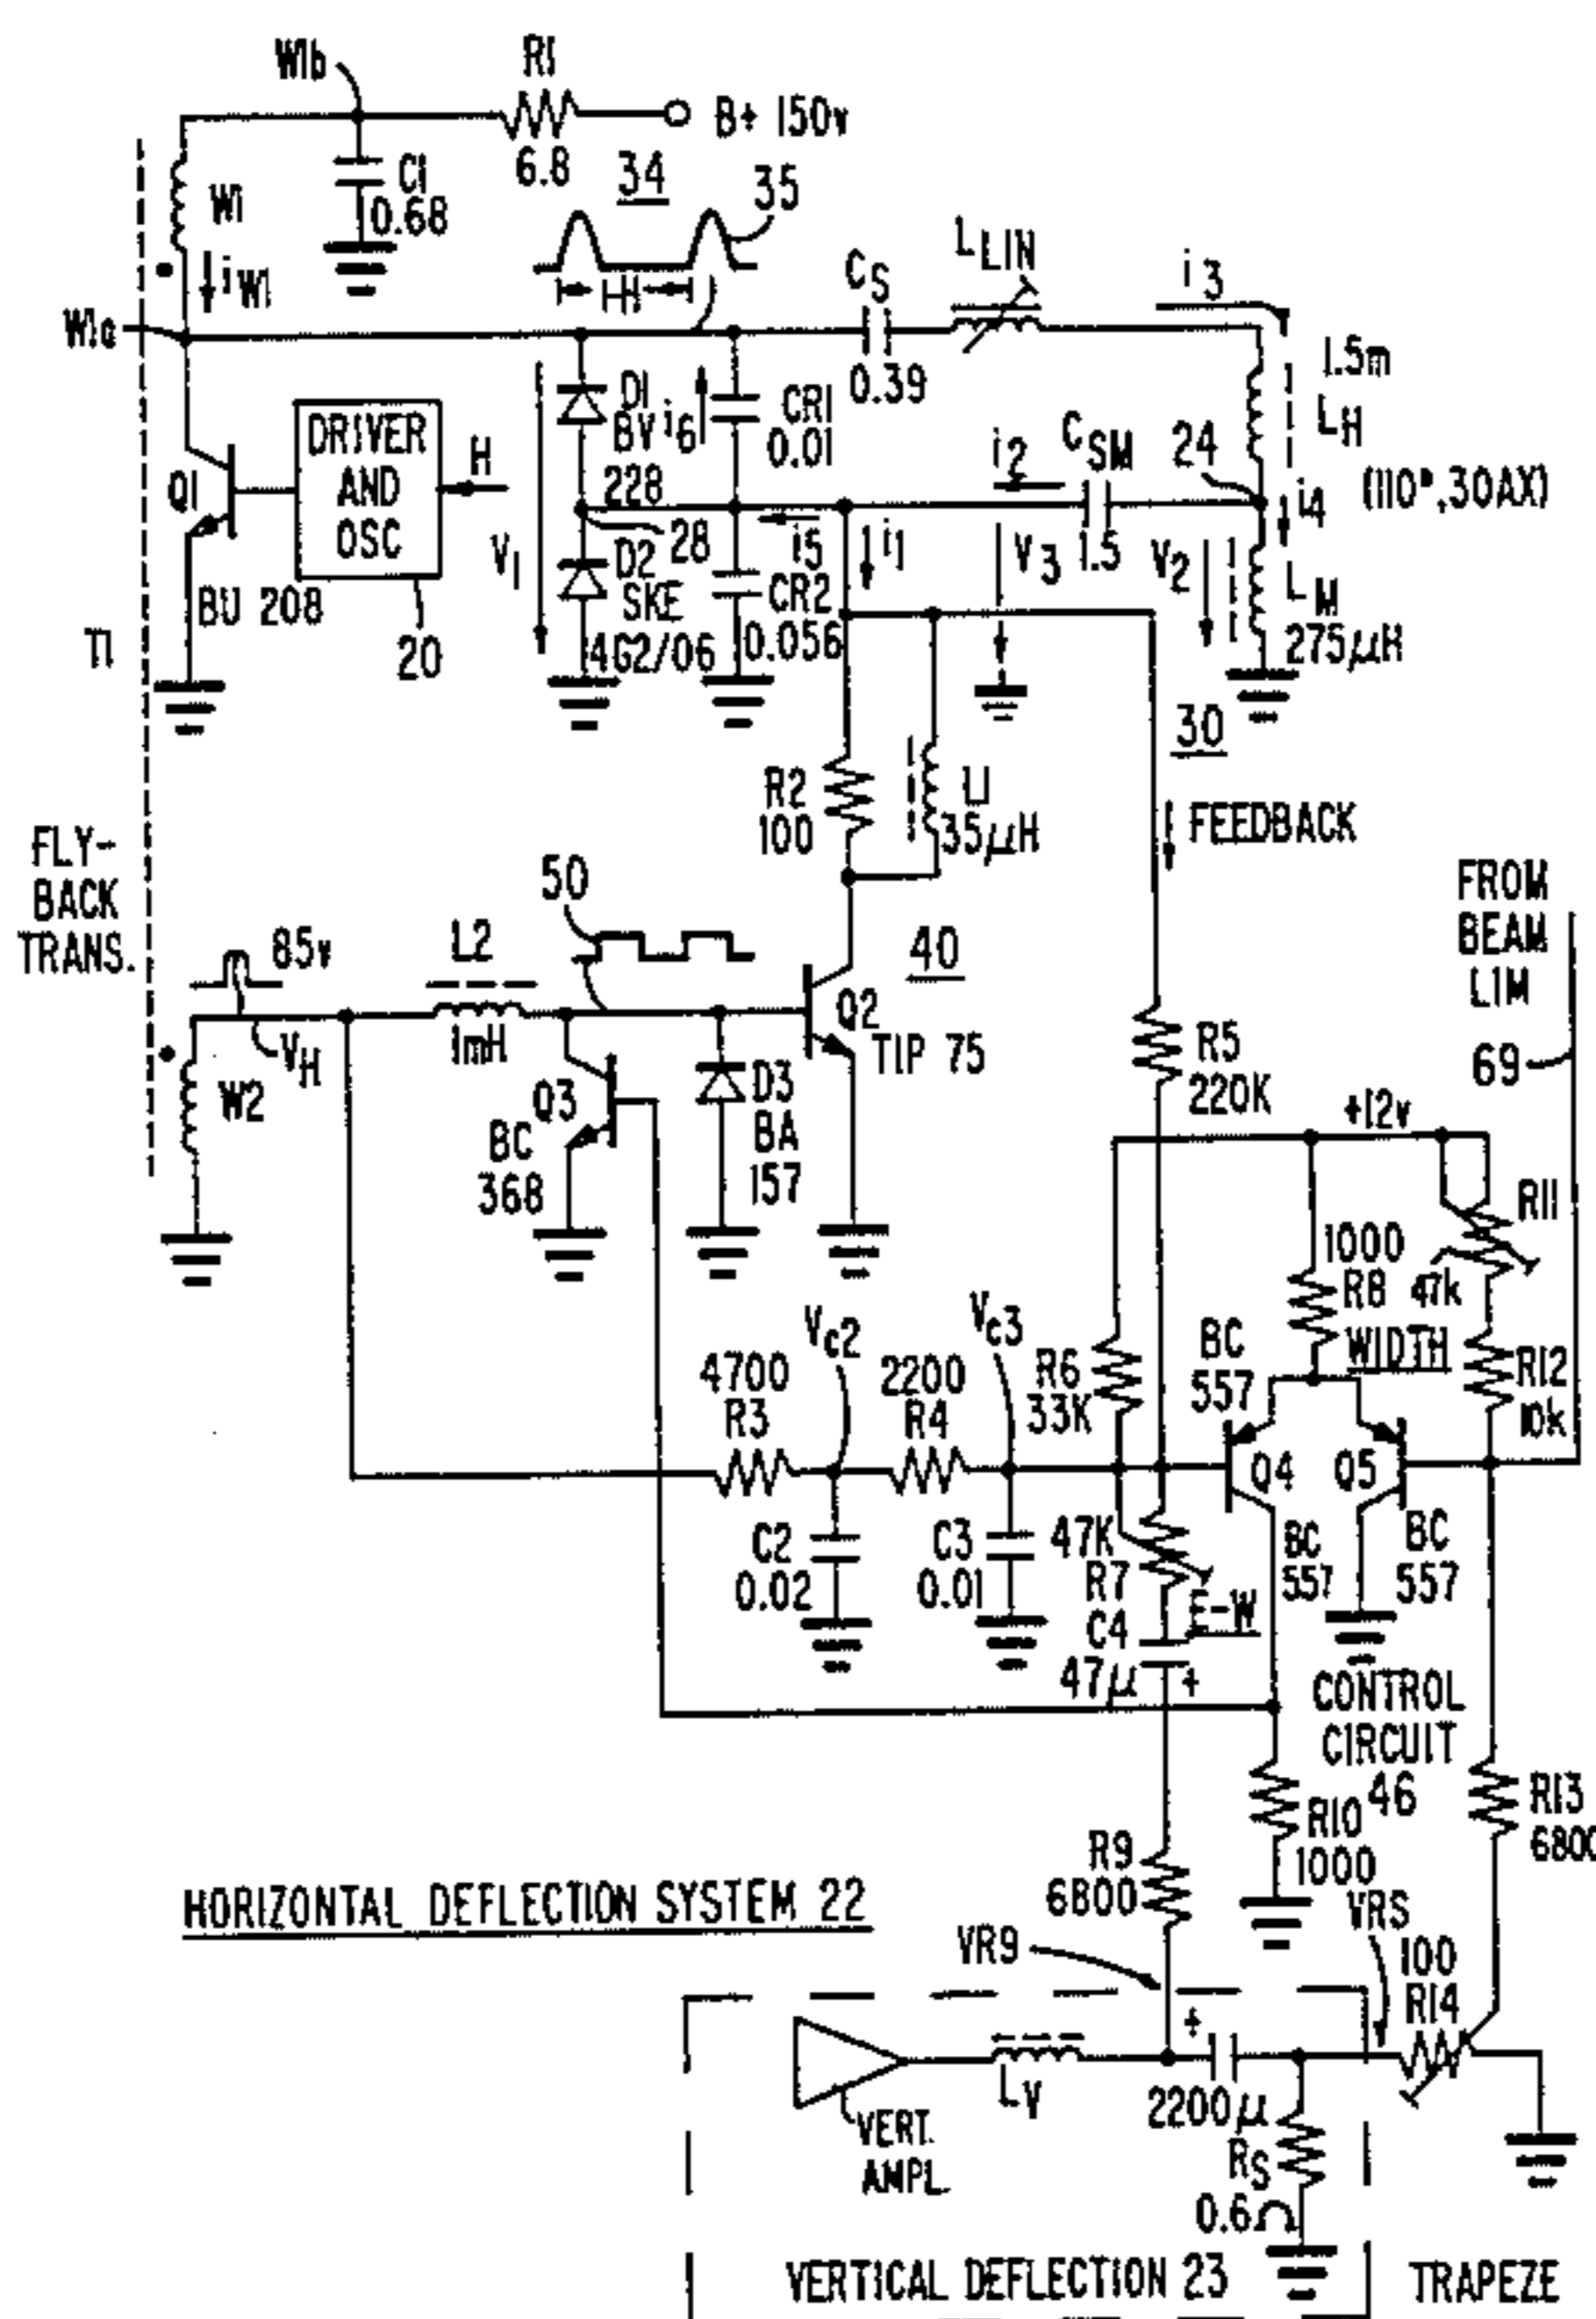 W1b
R1
6.8
B+ 150v
C1
0.68
34
35
H
W1
iW1
W1a
CS
0.39
LLIN
i3
1.5m
LH
(110°,30AX)
D1
BY
228
i6
CR1
0.01
i2
CSM
1.5
24
i4
Q1
BU 208
DRIVER
AND
OSC
H
20
V1
28
D2
SKE
4G2/06
i5
CR2
0.056
i1
V3
V2
LM
275μH
T1
R2
100
L1
35μH
30
FEEDBACK
FLY-
BACK
TRANS.
85v
VH
W2
L2
1mH
50
40
Q2
TIP 75
Q3
BC
368
D3
BA
157
R5
220K
FROM
BEAM
LIM
69
+12v
1000
R8
R11
47k
WIDTH
R12
10k
Vc2
Vc3
4700
R3
2200
R4
R6
33K
BC
557
Q4
Q5
C2
0.02
C3
0.01
47K
R7
E-W
C4
47μ
+
BC
557
BC
557
CONTROL
CIRCUIT
46
R10
1000
R13
6800
R9
6800
HORIZONTAL DEFLECTION SYSTEM 22
VR9
VRS
100
R14
VERT.
AMPL.
LV
+
2200μ
RS
0.6Ω
VERTICAL DEFLECTION 23
TRAPEZE